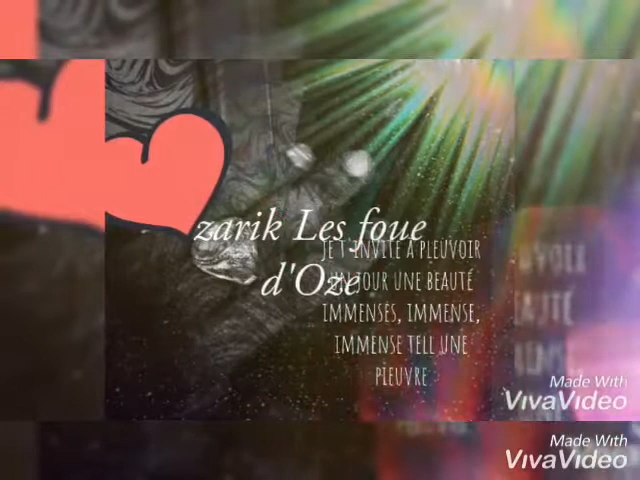 zarik Les foue
d'Oze
JE T'INVITE À PLEUVOIR
UN JOUR UNE BEAUTÉ
IMMENSES, IMMENSE,
IMMENSE TELL UNE
PIEUVRE
Made With
VivaVideo
Made With
VivaVideo